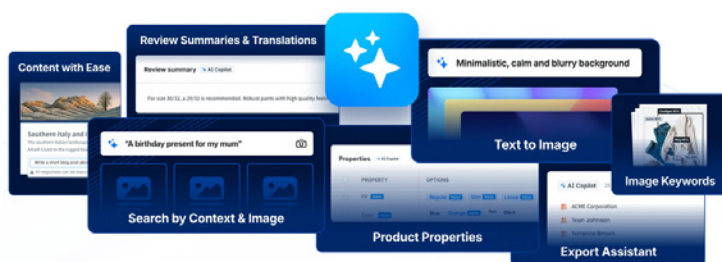 Content with Ease
Southern Italy and
Review Summaries & Translations
Review summary AI Copilot
For size 30/32, a 29/32 is recommended. Robust pants with high quality
"A birthday present for my mum"
Search by Context & Image
Properties AI Copilot
PROPERTY OPTIONS
Regular Slim Loose
Product Properties
Minimalistic, calm and blurry background
Text to Image
AI Copilot
ACME Corporation
Sean Johnson
Export Assistant
Image Keywords